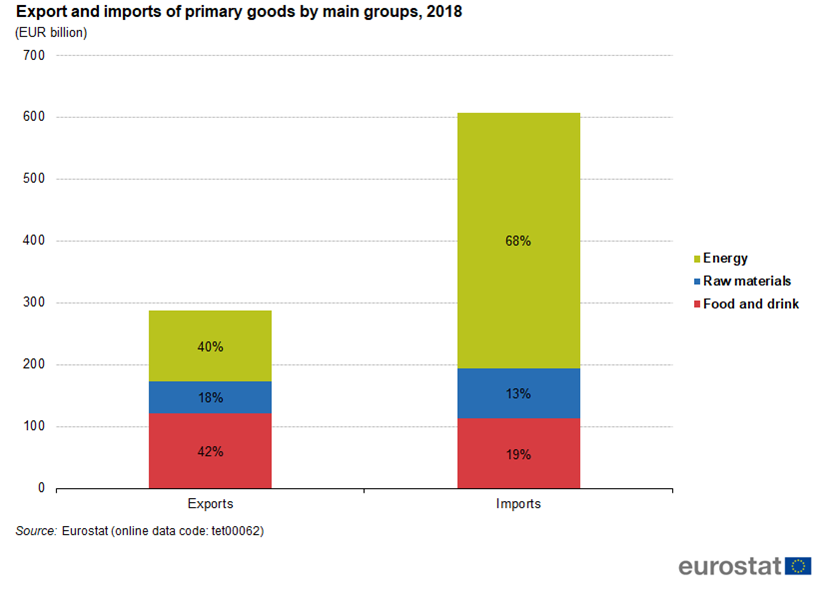 Export and imports of primary goods by main groups, 2018
(EUR billion)
700
600
500
400
300
200
100
0
40%
18%
42%
68%
13%
19%
Exports
Imports
Energy
Raw materials
Food and drink
Source: Eurostat (online data code: tet00062)
eurostat